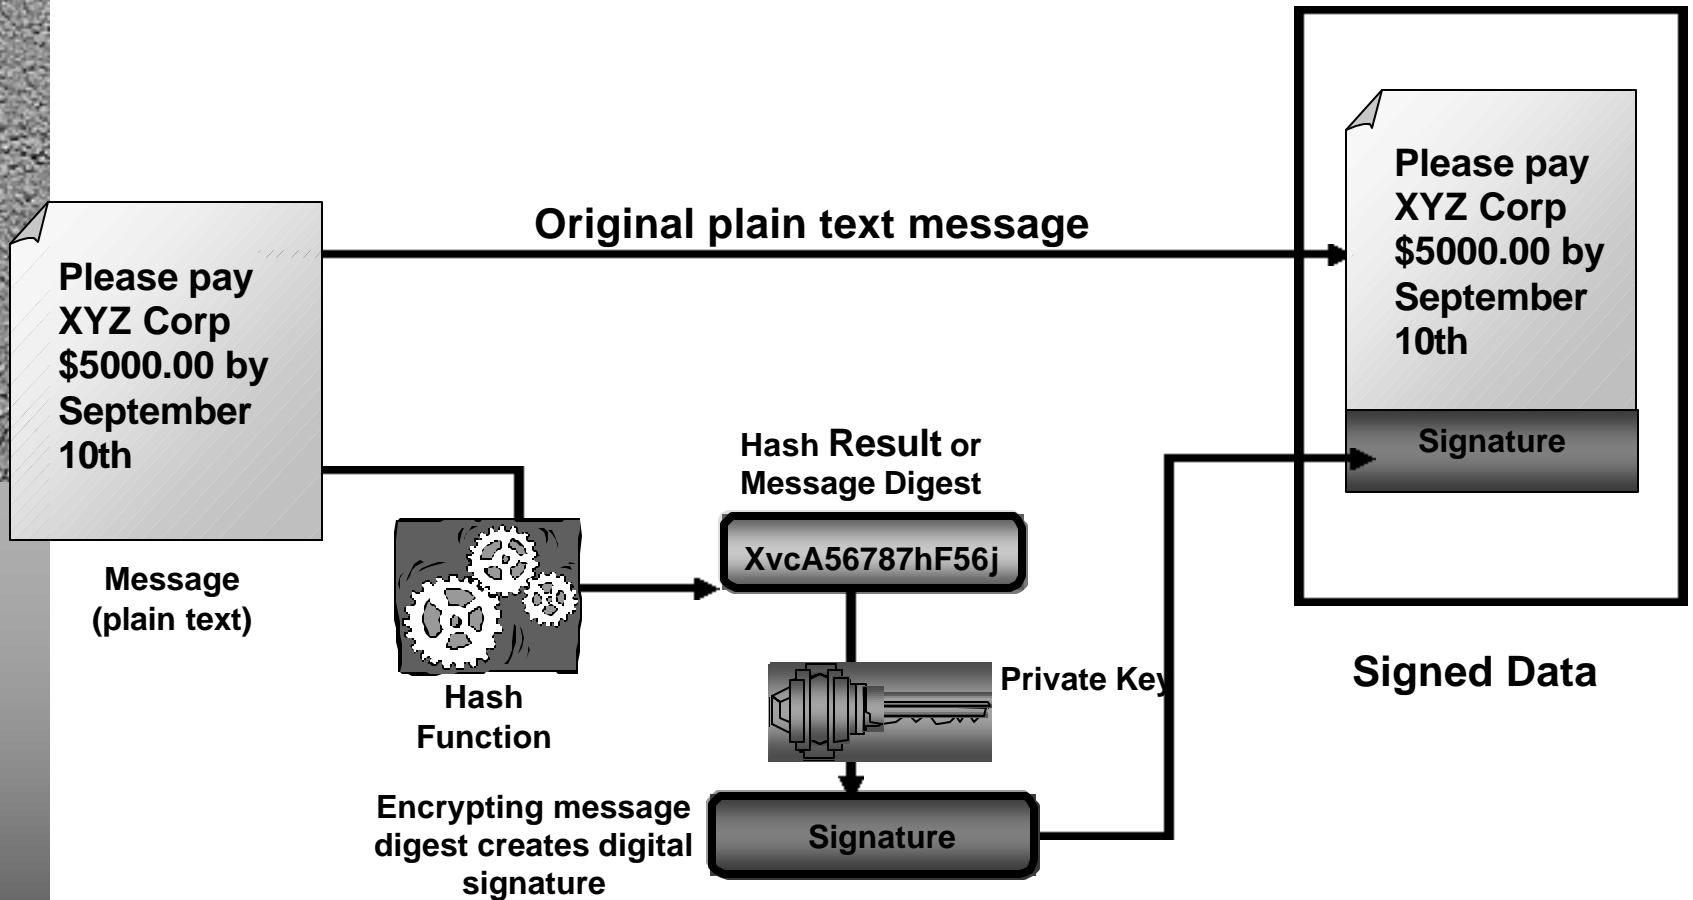 Original plain text message
Please pay
XYZ Corp
$5000.00 by
September
10th
Message
(plain text)
Hash
Function
Hash Result or
Message Digest
XvcA56787hF56j
Private Key
Encrypting message
digest creates digital
signature
Signature
Please pay
XYZ Corp
$5000.00 by
September
10th
Signature
Signed Data